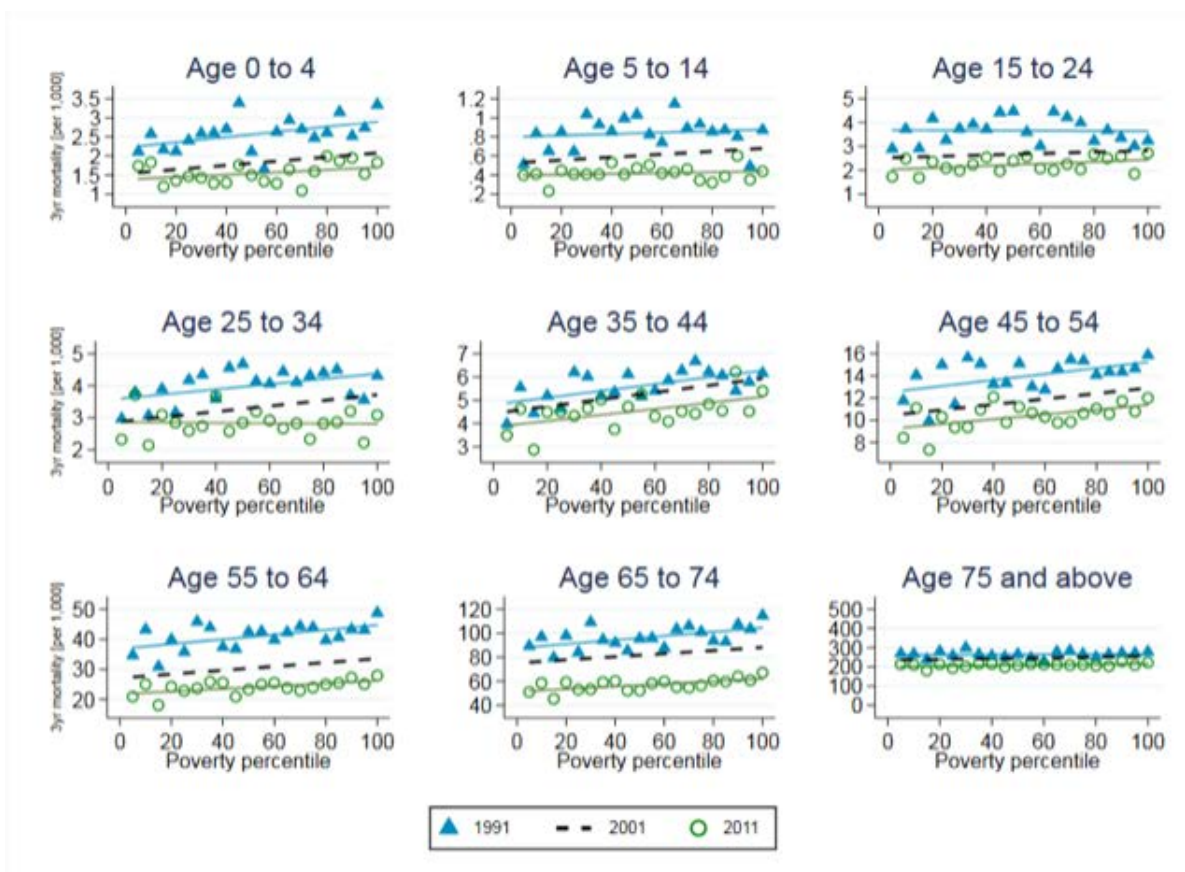 Age 0 to 4
3yr mortality [per 1,000]
3.5
3
2.5
2
1.5
1
0 20 40 60 80 100
Poverty percentile
Age 5 to 14
1.2
1
.8
.6
.4
.2
0 20 40 60 80 100
Poverty percentile
Age 15 to 24
5
4
3
2
1
0 20 40 60 80 100
Poverty percentile
Age 25 to 34
3yr mortality [per 1,000]
5
4
3
2
0 20 40 60 80 100
Poverty percentile
Age 35 to 44
7
6
5
4
3
0 20 40 60 80 100
Poverty percentile
Age 45 to 54
16
14
12
10
8
0 20 40 60 80 100
Poverty percentile
Age 55 to 64
3yr mortality [per 1,000]
50
40
30
20
0 20 40 60 80 100
Poverty percentile
Age 65 to 74
120
100
80
60
40
0 20 40 60 80 100
Poverty percentile
Age 75 and above
500
400
300
200
100
0
0 20 40 60 80 100
Poverty percentile
1991 2001 2011